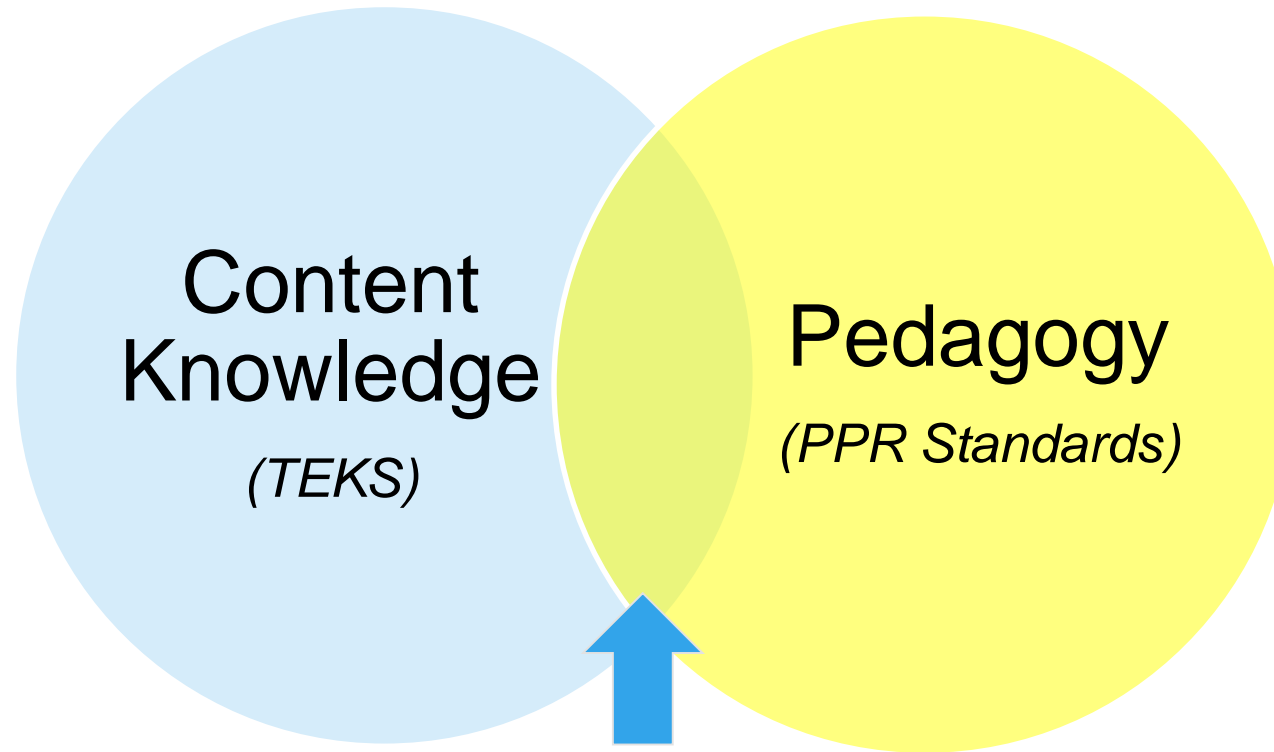 Content
Knowledge
(TEKS)
Pedagogy
(PPR Standards)